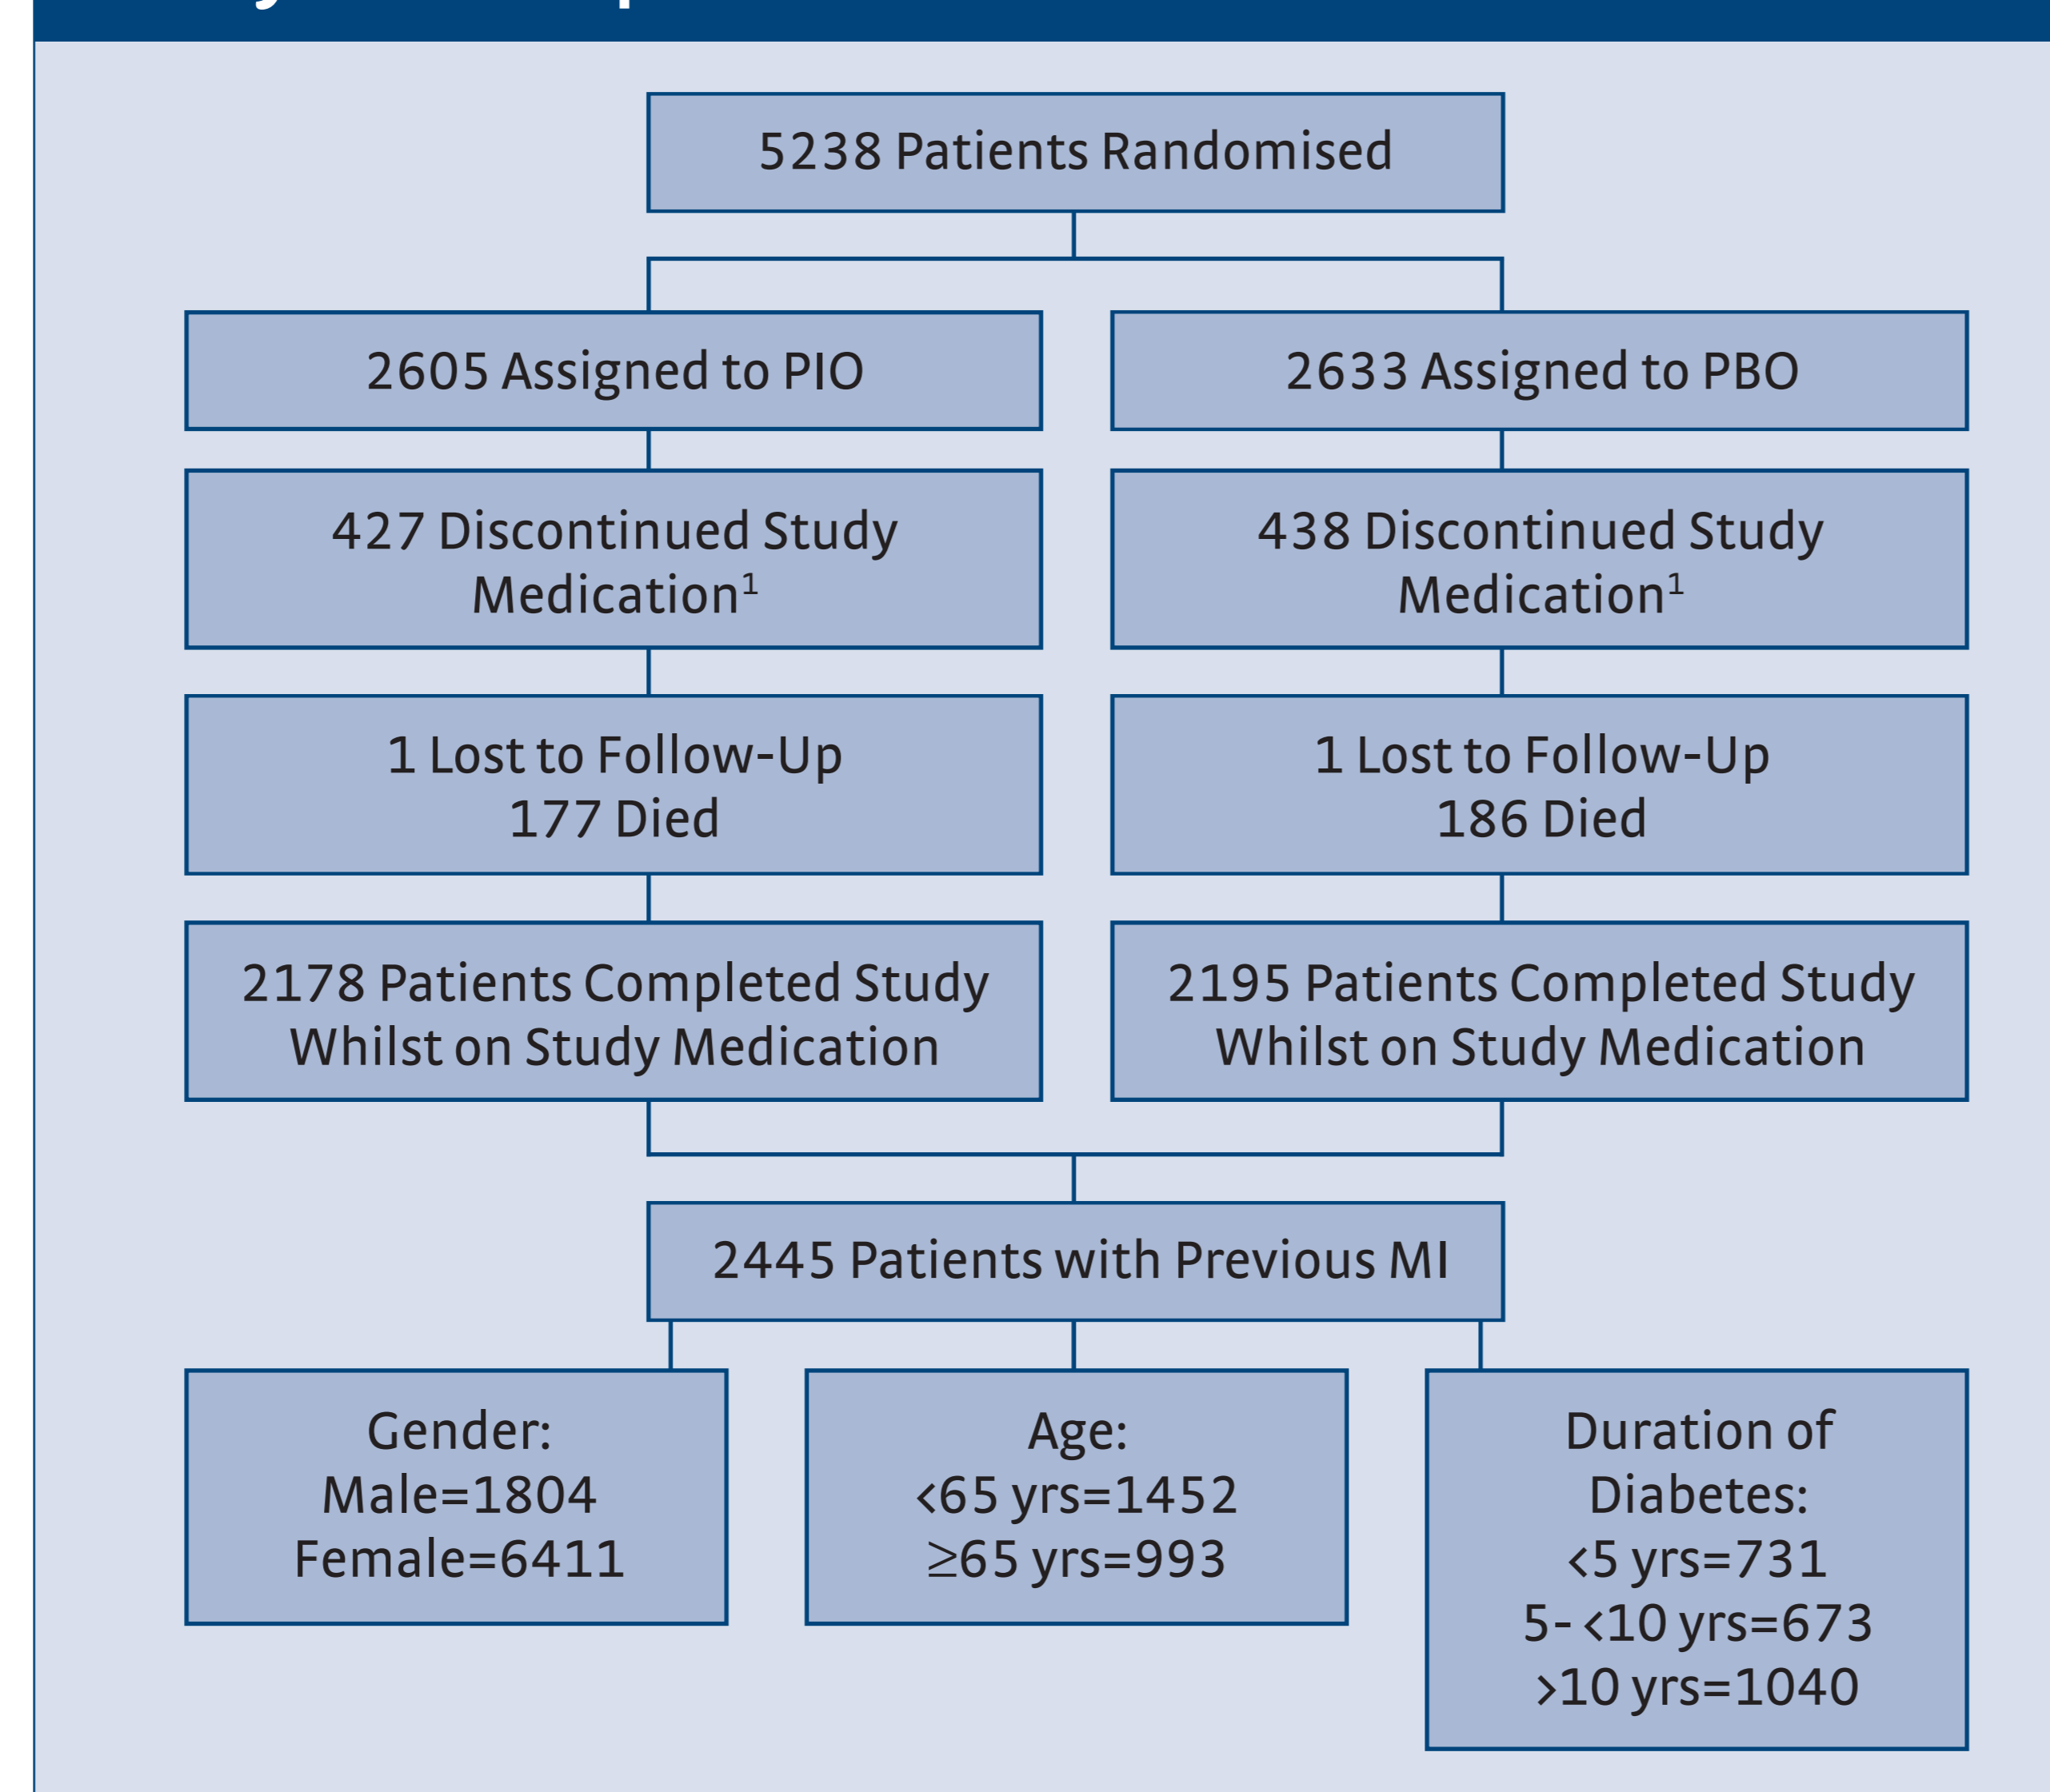 5238 Patients Randomised
2605 Assigned to PIO
2633 Assigned to PBO
427 Discontinued Study
Medication¹
438 Discontinued Study
Medication¹
1 Lost to Follow-Up
177 Died
1 Lost to Follow-Up
186 Died
2178 Patients Completed Study
Whilst on Study Medication
2195 Patients Completed Study
Whilst on Study Medication
2445 Patients with Previous MI
Gender:
Male=1804
Female=6411
Age:
<65 yrs=1452
≥65 yrs=993
Duration of
Diabetes:
<5 yrs=731
5- <10 yrs=673
>10 yrs=1040